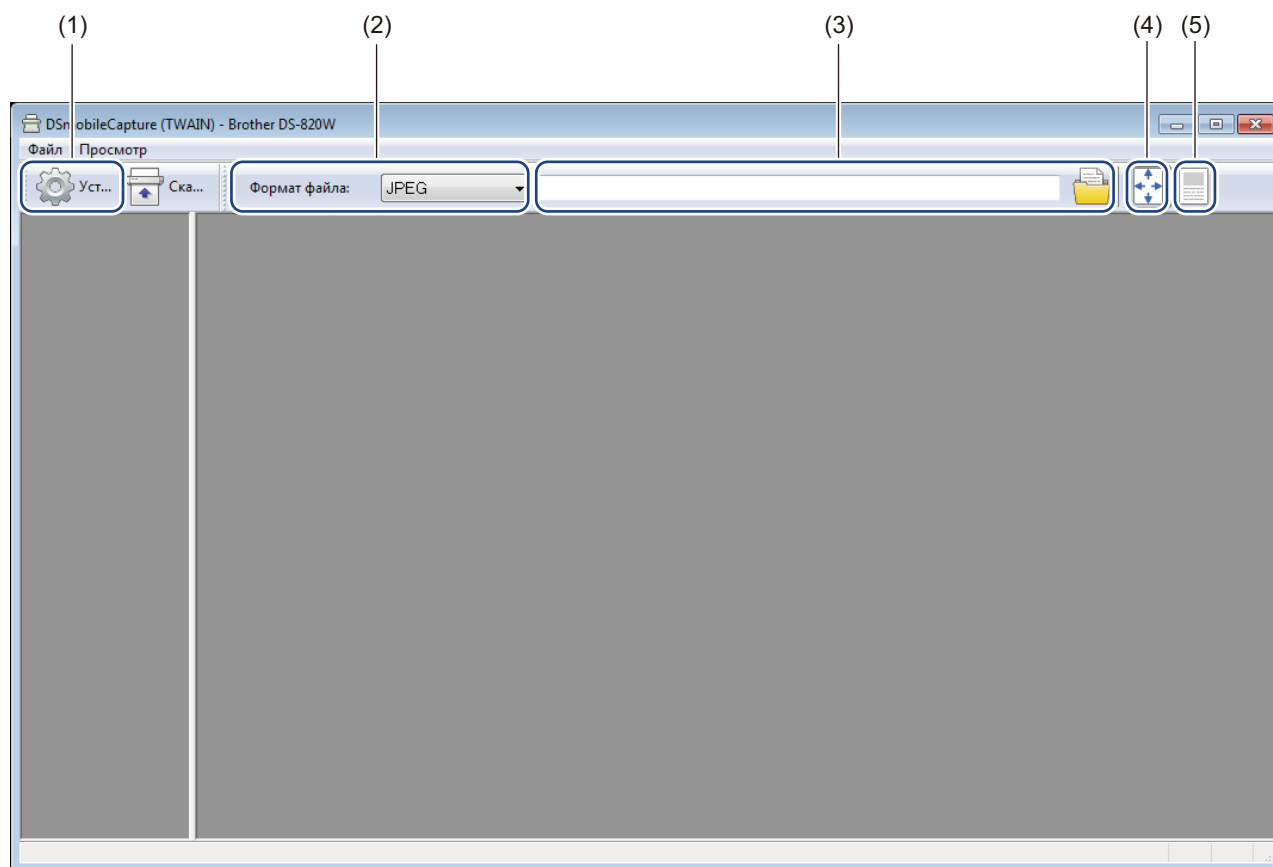 (1) (2) (3) (4) (5)
DSmobileCapture (TWAIN) - Brother DS-820W
Файл Просмотр
Уст... Ска... Формат файла: JPEG